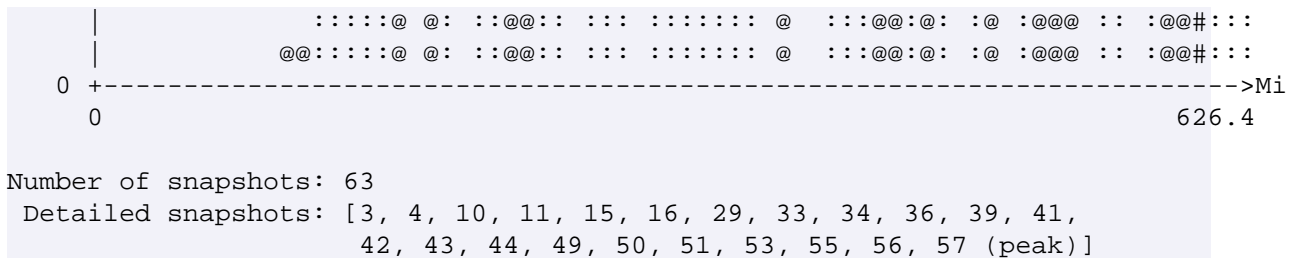 |           :::::@ @: ::@@:: ::: ::::::: @  :::@@:@: :@ :@@@ :: :@@#:::
|         @@:::::@ @: ::@@:: ::: ::::::: @  :::@@:@: :@ :@@@ :: :@@#:::
0 +----------------------------------------------------------------------->Mi
0                                                                   626.4
Number of snapshots: 63
Detailed snapshots: [3, 4, 10, 11, 15, 16, 29, 33, 34, 36, 39, 41,
42, 43, 44, 49, 50, 51, 53, 55, 56, 57 (peak)]